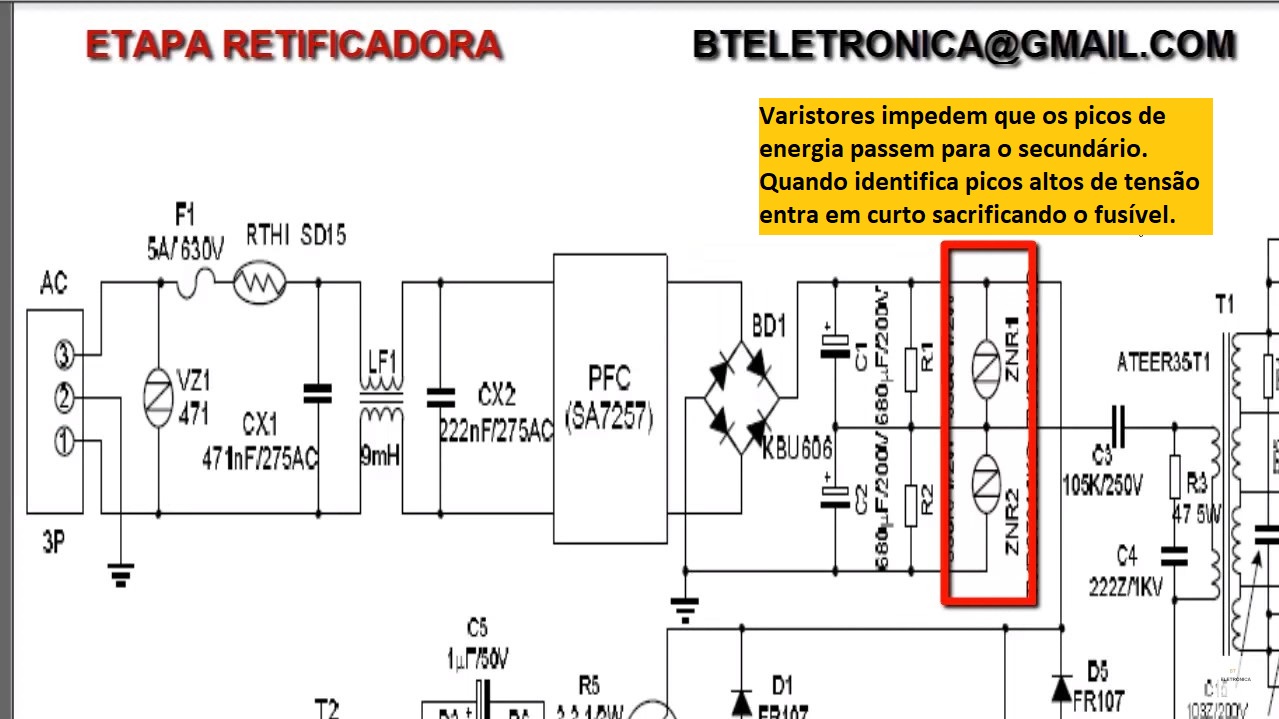 ETAPA RETIFICADORA
BTELETRONICA@GMAIL.COM
Varistores impedem que os picos de
energia passem para o secundário.
Quando identifica picos altos de tensão
entra em curto sacrificando o fusível.
F1
5A/630V
RTHI SD15
AC
3
2
1
3P
VZ1
471
CX1
471nF/275AC
LF1
9mH
CX2
222nF/275AC
PFC
(SA7257)
BD1
KBU606
C1
680µF/200V
R1
ZNR1
C2
680µF/200V
R2
ZNR2
T1
ATEER35T1
C3
105K/250V
R3
47 5W
C4
222Z/1KV
C5
1µF/50V
T2
R5
D1
FR107
D5
FR107
103Z/200V
ELETRONICA